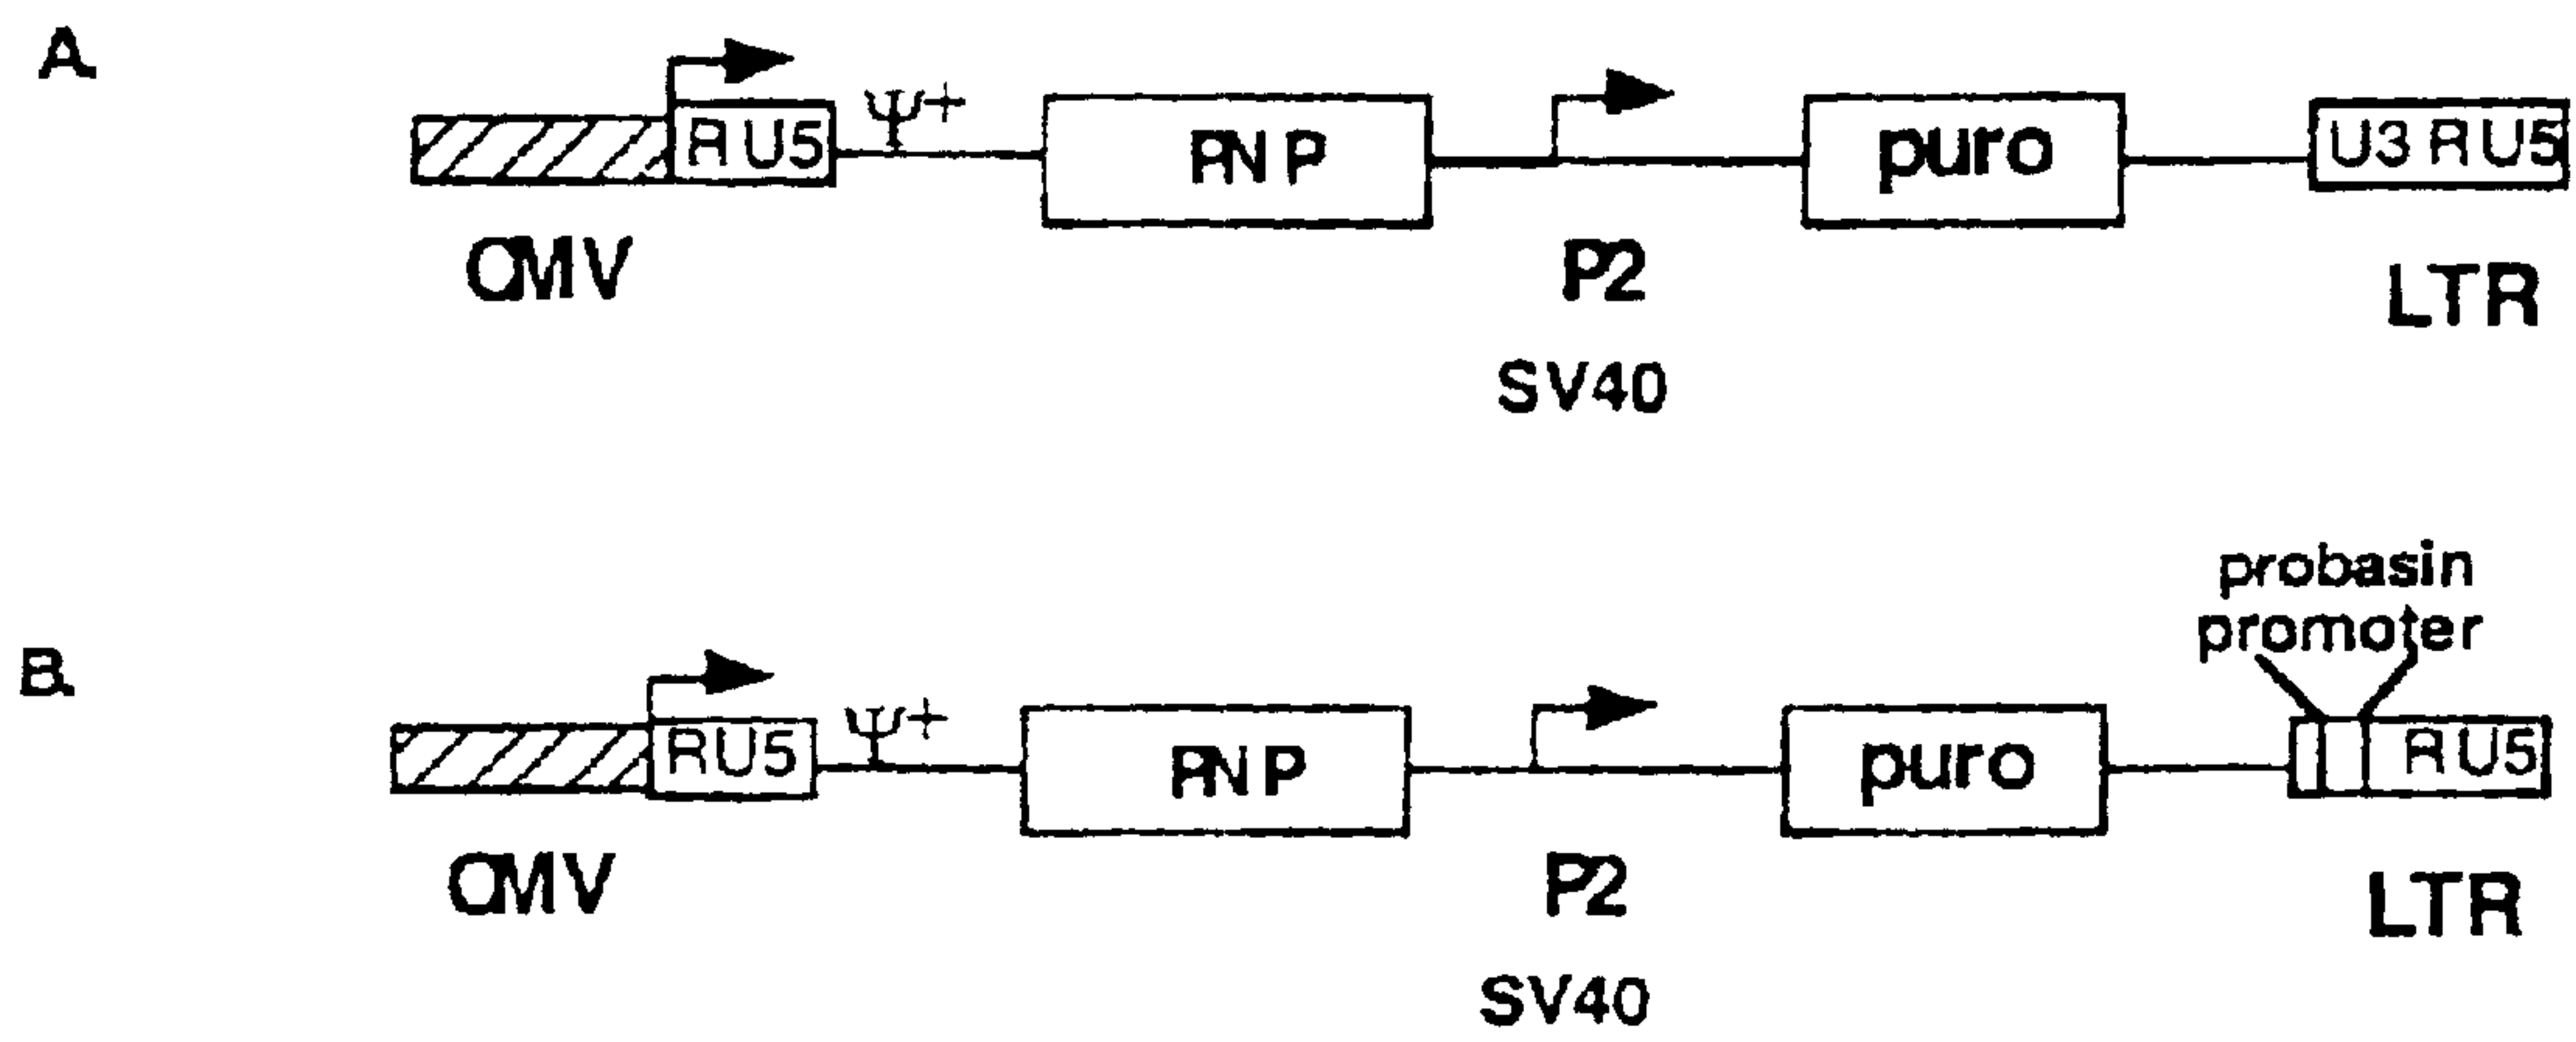 A.
RU5 Ψ+ PNP puro U3 RU5
CMV P2 LTR
SV40
probasin
promoter
B.
RU5 Ψ+ PNP puro RU5
CMV P2 LTR
SV40